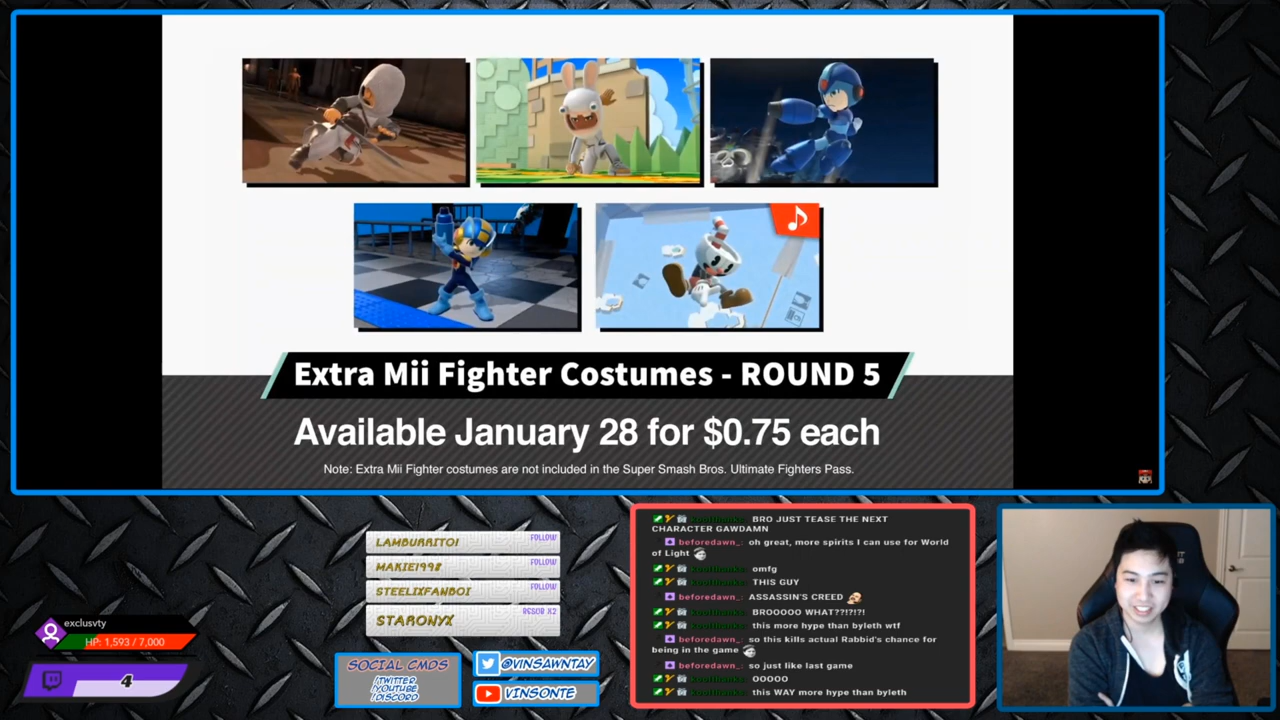 Extra Mii Fighter Costumes - ROUND 5
Available January 28 for $0.75 each
Note: Extra Mii Fighter costumes are not included in the Super Smash Bros. Ultimate Fighters Pass.
LAMBURRITO1 FOLLOW
MAKIE1998 FOLLOW
STEELIXFANBOI FOLLOW
STARONYX RESUB X2
SOCIAL CMDS
!TWITTER
!YOUTUBE
!DISCORD
@VINSAWNTAY
VINSONTE
exclusvty
HP: 1,593 / 7,000
4
BRO JUST TEASE THE NEXT
CHARACTER GAWDAMN
beforedawn_: oh great, more spirits I can use for World
of Light
omfg
THIS GUY
beforedawn_: ASSASSIN'S CREED
BROOOOO WHAT??!?!?!
this more hype than byleth wtf
beforedawn_: so this kills actual Rabbid's chance for
being in the game
beforedawn_: so just like last game
OOOOO
this WAY more hype than byleth